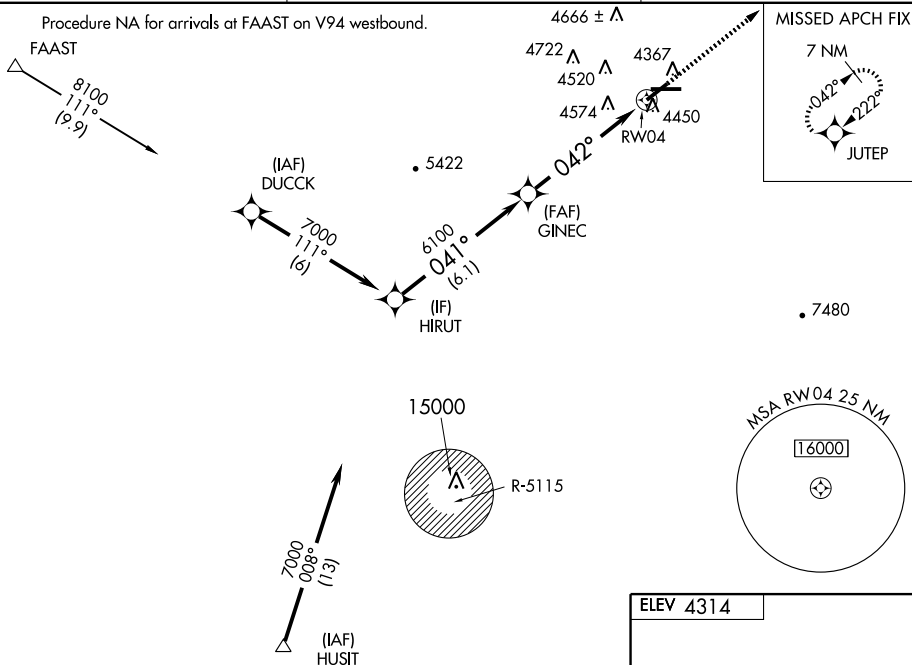 Procedure NA for arrivals at FAAST on V94 westbound.
FAAST
8100
111°
(9.9)
(IAF)
DUCCK
7000
111°
(6)
5422
6100
041°
(6.1)
(IF)
HIRUT
(FAF)
GINEC
042°
4666 ±
4722
4520
4367
4574
4450
RW04
MISSED APCH FIX
7 NM
042°
222°
JUTEP
7480
15000
R-5115
MSA RW04 25 NM
16000
7000
008°
(13)
(IAF)
HUSIT
ELEV 4314